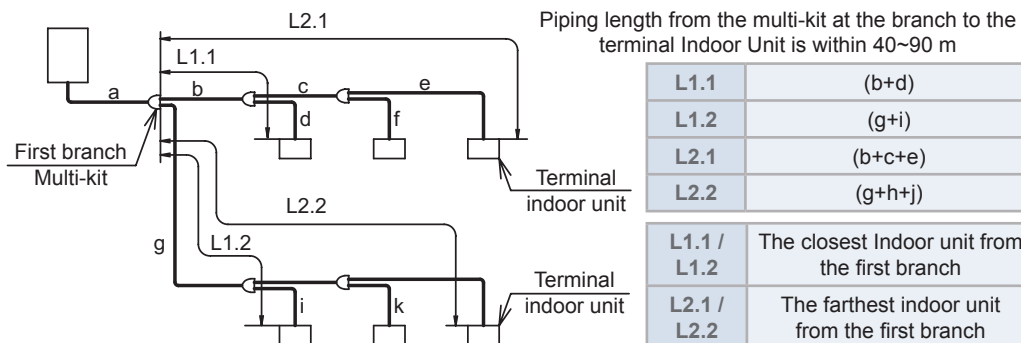 L2.1
L1.1
a
b
c
e
d
f
First branch
Multi-kit
Terminal
indoor unit
L2.2
g
L1.2
Terminal
indoor unit
i
k
Piping length from the multi-kit at the branch to the
terminal Indoor Unit is within 40~90 m
L1.1 (b+d)
L1.2 (g+i)
L2.1 (b+c+e)
L2.2 (g+h+j)
L1.1 / The closest Indoor unit from
L1.2 the first branch
L2.1 / The farthest indoor unit
L2.2 from the first branch